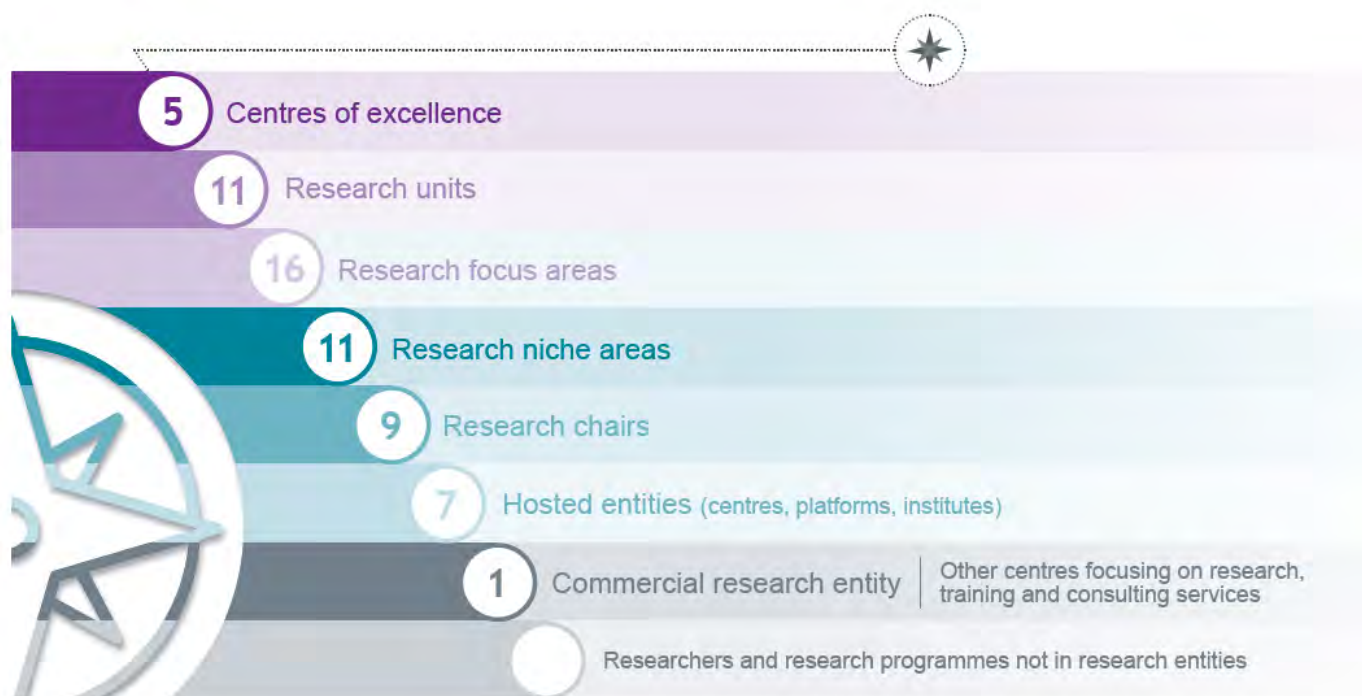 5 Centres of excellence
11 Research units
16 Research focus areas
11 Research niche areas
9 Research chairs
7 Hosted entities (centres, platforms, institutes)
1 Commercial research entity
Other centres focusing on research,
training and consulting services
Researchers and research programmes not in research entities